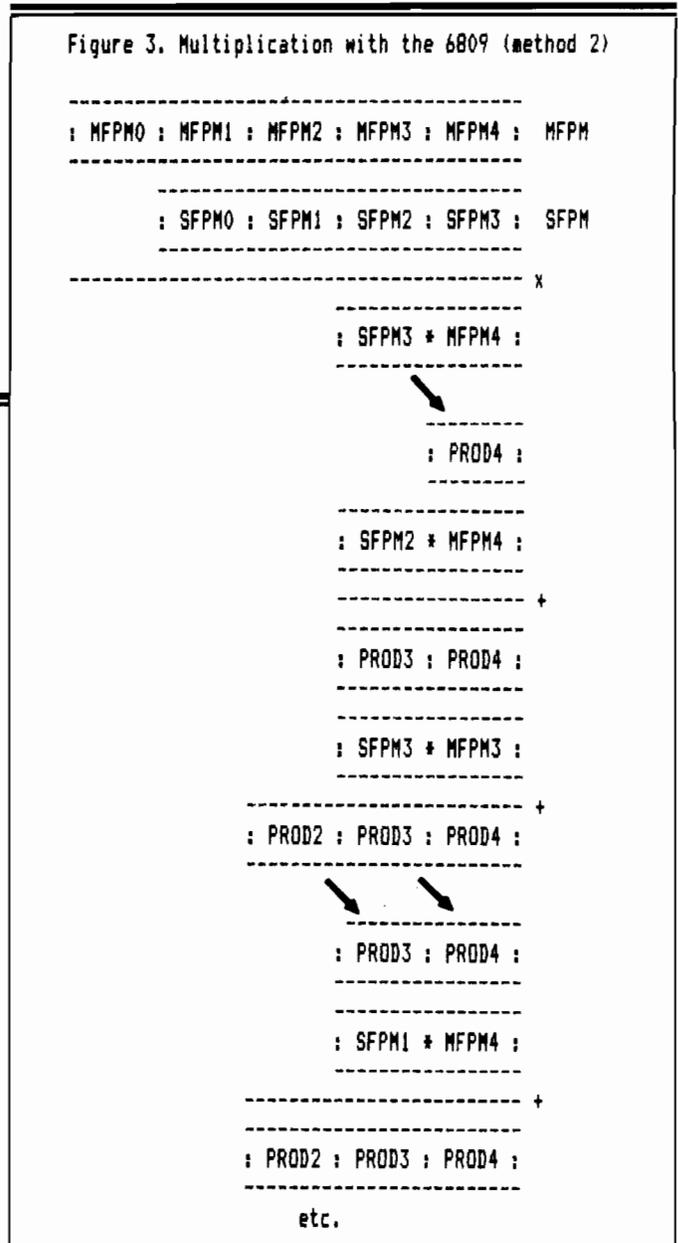 Figure 3. Multiplication with the 6809 (method 2)
----------------------------------------
: MFPM0 : MFPM1 : MFPM2 : MFPM3 : MFPM4 : MFPM
----------------------------------------
--------------------------------
: SFPM0 : SFPM1 : SFPM2 : SFPM3 : SFPM
--------------------------------
---------------------------------------- x
----------------
: SFPM3 * MFPM4 :
----------------
---------
: PROD4 :
---------
----------------
: SFPM2 * MFPM4 :
----------------
---------------- +
----------------
: PROD3 : PROD4 :
----------------
----------------
: SFPM3 * MFPM3 :
----------------
------------------------ +
: PROD2 : PROD3 : PROD4 :
------------------------
----------------
: PROD3 : PROD4 :
----------------
----------------
: SFPM1 * MFPM4 :
----------------
------------------------ +
------------------------
: PROD2 : PROD3 : PROD4 :
------------------------
etc.